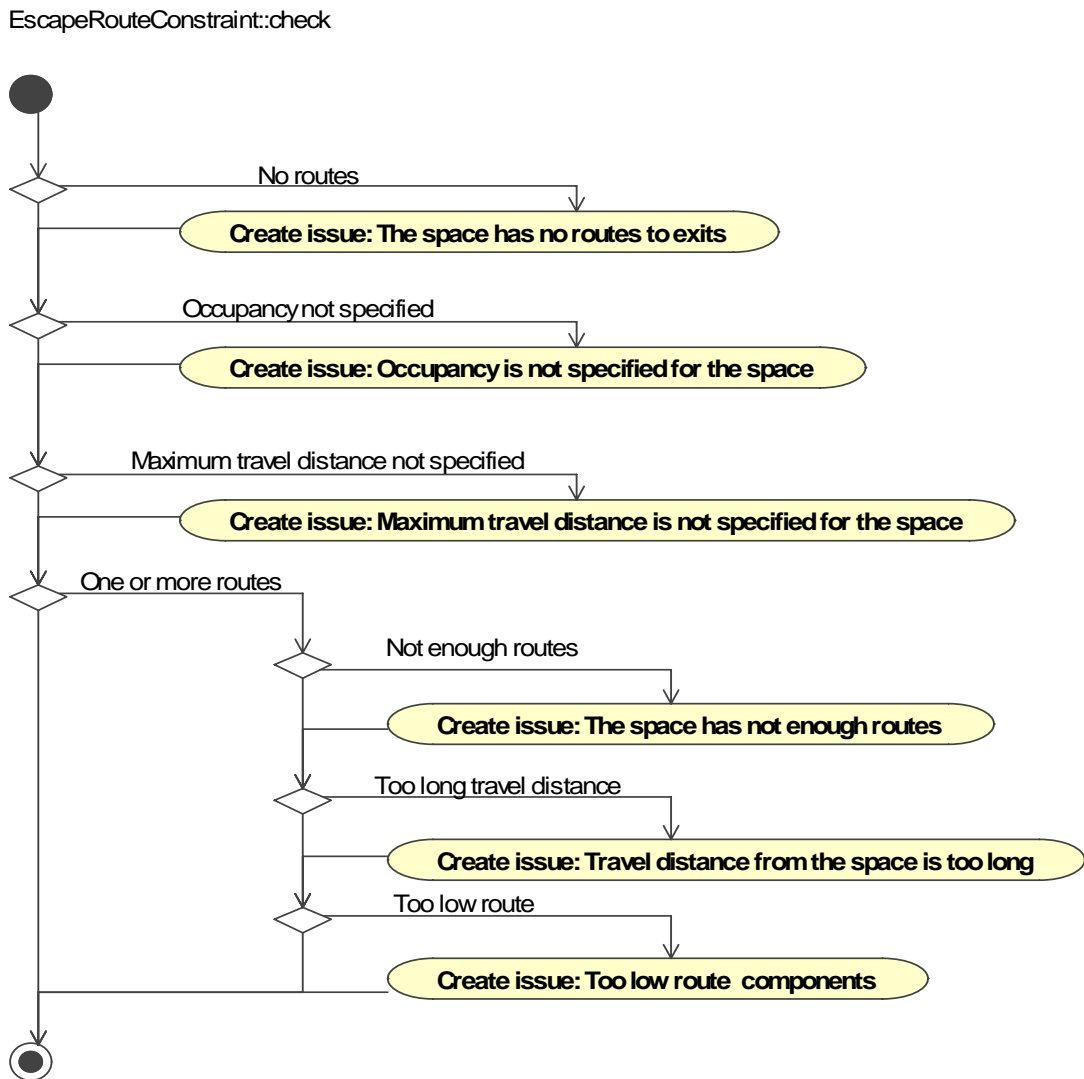 EscapeRouteConstraint::check
No routes
Create issue: The space has no routes to exits
Occupancy not specified
Create issue: Occupancy is not specified for the space
Maximum travel distance not specified
Create issue: Maximum travel distance is not specified for the space
One or more routes
Not enough routes
Create issue: The space has not enough routes
Too long travel distance
Create issue: Travel distance from the space is too long
Too low route
Create issue: Too low route components